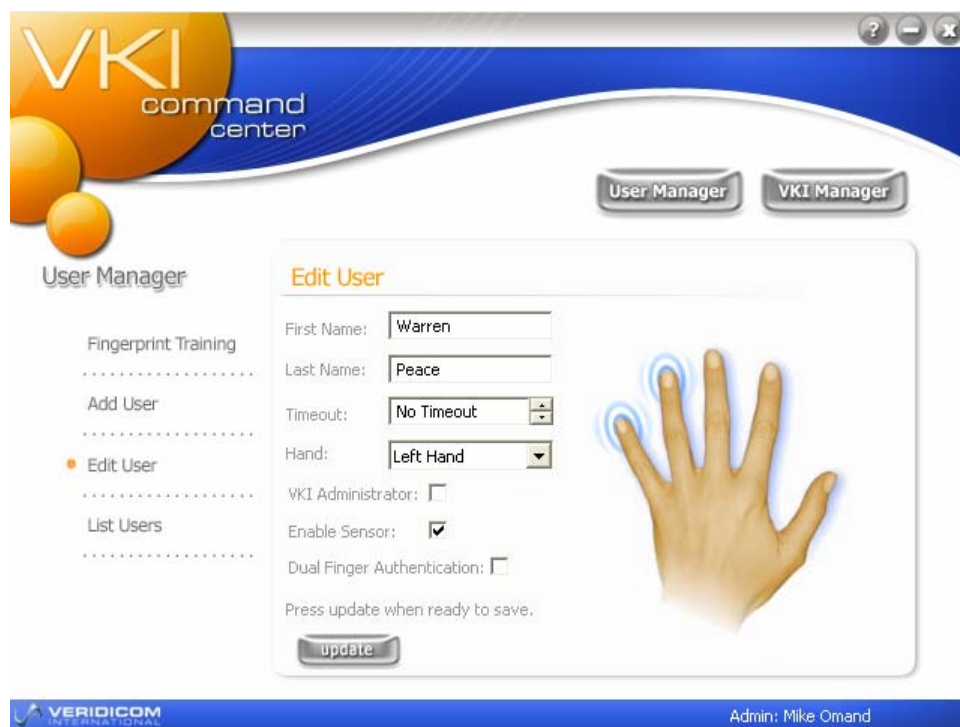 VKI
command
center
?
User Manager
VKI Manager
User Manager
Fingerprint Training
Add User
Edit User
List Users
Edit User
First Name: Warren
Last Name: Peace
Timeout: No Timeout
Hand: Left Hand
VKI Administrator:
Enable Sensor:
Dual Finger Authentication:
Press update when ready to save.
update
VERIDICOM
INTERNATIONAL
Admin: Mike Omand